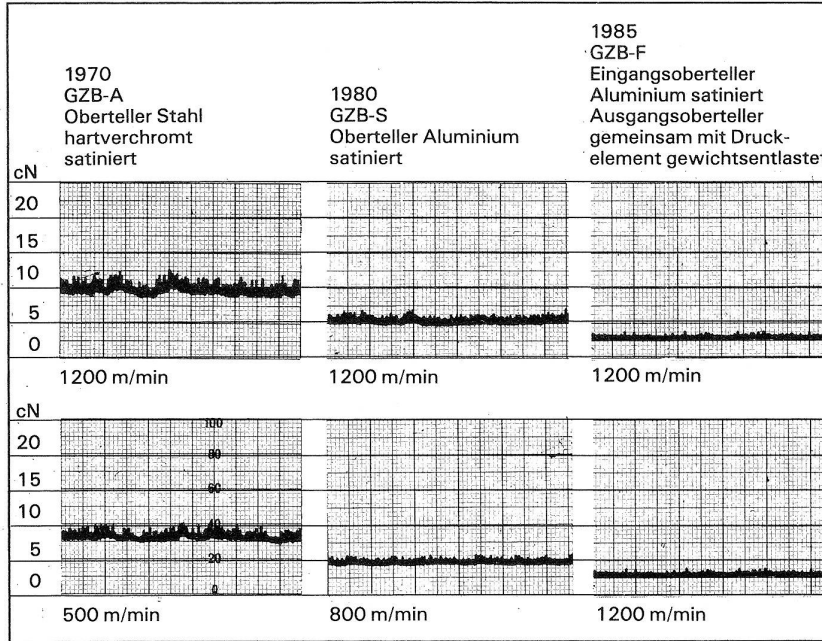 1970
GZB-A
Oberteller Stahl
hartverchromt
satiniert
1980
GZB-S
Oberteller Aluminium
satiniert
1985
GZB-F
Eingangsoberteller
Aluminium satiniert
Ausgangsoberteller
gemeinsam mit Druck-
element gewichtsentlastet
cN
20
15
10
5
0
1200 m/min
1200 m/min
1200 m/min
cN
20
15
10
5
0
100
80
60
40
20
0
500 m/min
800 m/min
1200 m/min